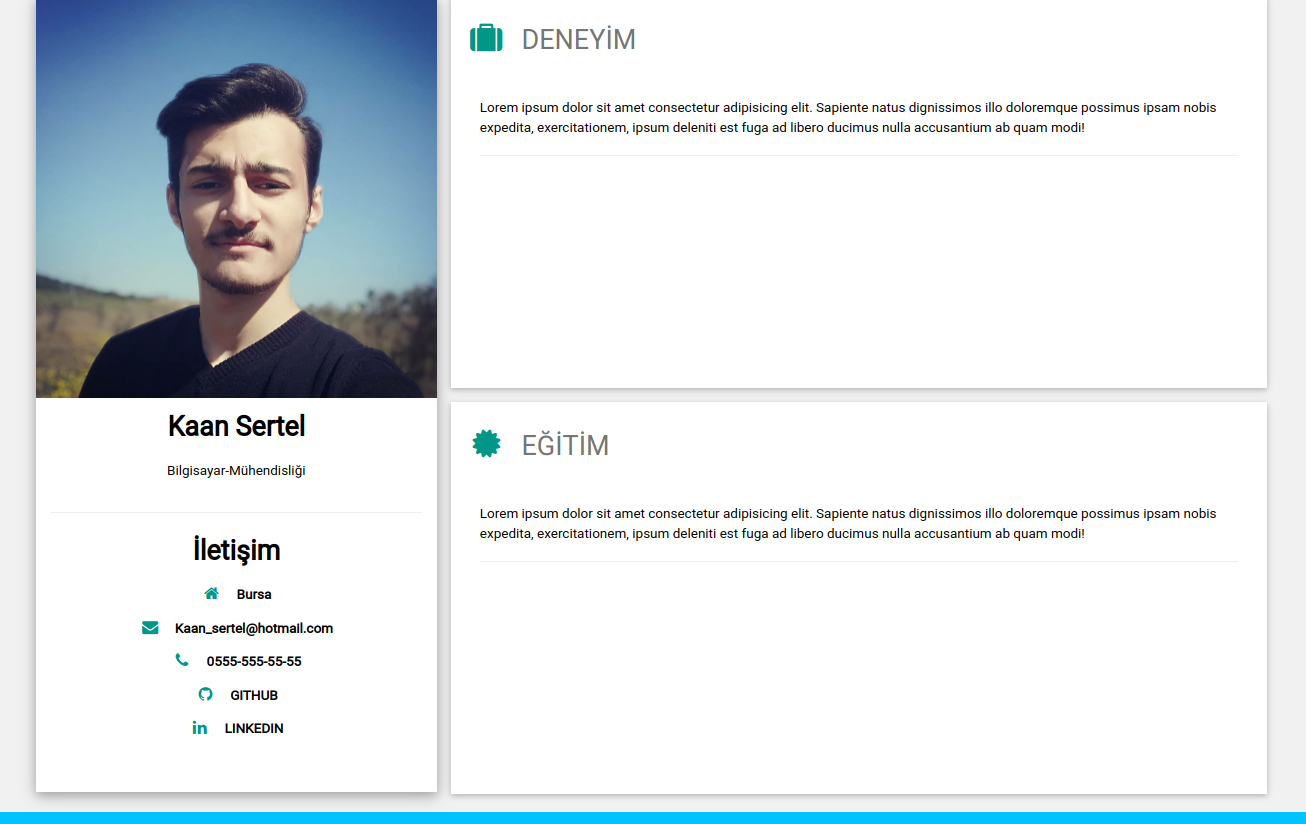 Kaan Sertel
Bilgisayar-Mühendisliği
İletişim
Bursa
Kaan_sertel@hotmail.com
0555-555-55-55
GITHUB
LINKEDIN
DENEYİM
Lorem ipsum dolor sit amet consectetur adipisicing elit. Sapiente natus dignissimos illo doloremque possimus ipsam nobis
expedita, exercitationem, ipsum deleniti est fuga ad libero ducimus nulla accusantium ab quam modi!
EĞİTİM
Lorem ipsum dolor sit amet consectetur adipisicing elit. Sapiente natus dignissimos illo doloremque possimus ipsam nobis
expedita, exercitationem, ipsum deleniti est fuga ad libero ducimus nulla accusantium ab quam modi!